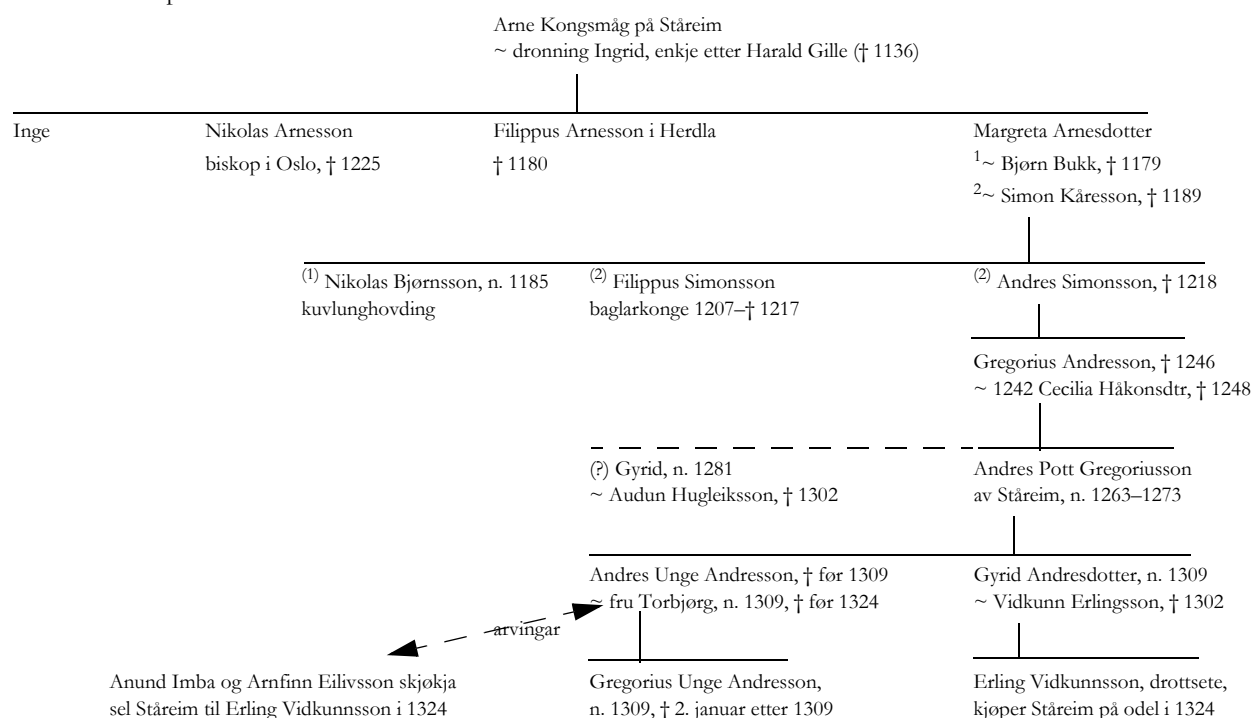 Arne Kongsmåg på Ståreim
~ dronning Ingrid, enkje etter Harald Gille († 1136)
Inge
Nikolas Arnesson
biskop i Oslo, † 1225
Filippus Arnesson i Herdla
† 1180
Margreta Arnesdotter
1~ Bjørn Bukk, † 1179
2~ Simon Kåresson, † 1189
(1) Nikolas Bjørnsson, n. 1185
kuvlunghovding
(2) Filippus Simonsson
baglarkonge 1207–† 1217
(2) Andres Simonsson, † 1218
Gregorius Andresson, † 1246
~ 1242 Cecilia Håkonsdtr, † 1248
(?) Gyrid, n. 1281
~ Audun Hugleiksson, † 1302
Andres Pott Gregoriusson
av Ståreim, n. 1263–1273
Andres Unge Andresson, † før 1309
~ fru Torbjørg, n. 1309, † før 1324
Gyrid Andresdotter, n. 1309
~ Vidkunn Erlingsson, † 1302
arvingar
Anund Imba og Arnfinn Eilivsson skjøkja
sel Ståreim til Erling Vidkunnsson i 1324
Gregorius Unge Andresson,
n. 1309, † 2. januar etter 1309
Erling Vidkunnsson, drottsete,
kjøper Ståreim på odel i 1324